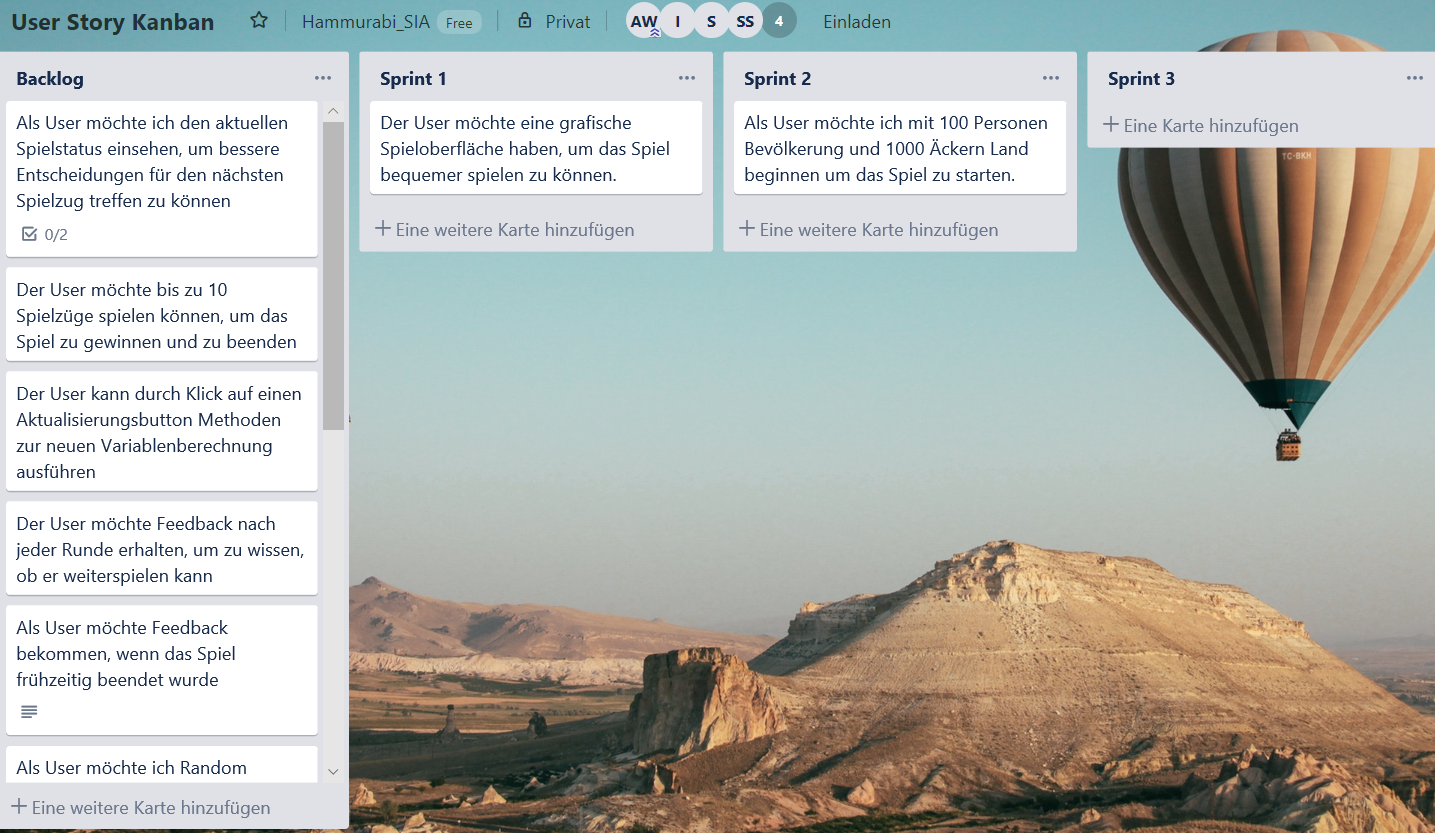 User Story Kanban
Hammurabi_SIA Free
Privat
AW I S SS 4
Einladen
Backlog
Als User möchte ich den aktuellen
Spielstatus einsehen, um bessere
Entscheidungen für den nächsten
Spielzug treffen zu können
0/2
Der User möchte bis zu 10
Spielzüge spielen können, um das
Spiel zu gewinnen und zu beenden
Der User kann durch Klick auf einen
Aktualisierungsbutton Methoden
zur neuen Variablenberechnung
ausführen
Der User möchte Feedback nach
jeder Runde erhalten, um zu wissen,
ob er weiterspielen kann
Als User möchte Feedback
bekommen, wenn das Spiel
frühzeitig beendet wurde
Als User möchte ich Random
+ Eine weitere Karte hinzufügen
Sprint 1
Der User möchte eine grafische
Spieloberfläche haben, um das Spiel
bequemer spielen zu können.
+ Eine weitere Karte hinzufügen
Sprint 2
Als User möchte ich mit 100 Personen
Bevölkerung und 1000 Äckern Land
beginnen um das Spiel zu starten.
+ Eine weitere Karte hinzufügen
Sprint 3
+ Eine Karte hinzufügen
TC-BKH